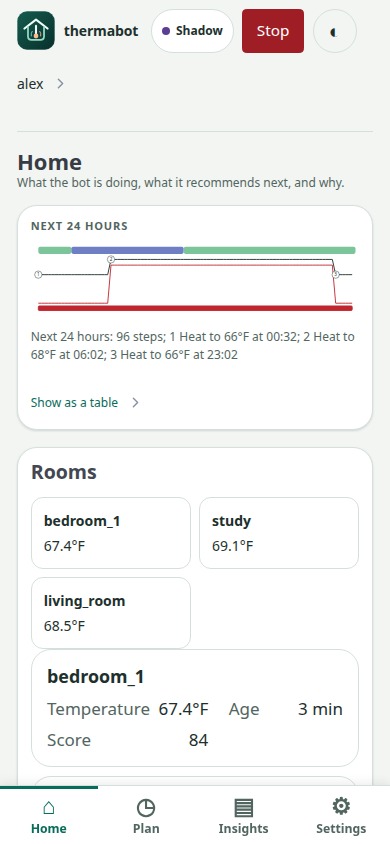 thermabot
Shadow
Stop
alex
Home
What the bot is doing, what it recommends next, and why.
NEXT 24 HOURS
1
2
3
Next 24 hours: 96 steps; 1 Heat to 66°F at 00:32; 2 Heat to
68°F at 06:02; 3 Heat to 66°F at 23:02
Show as a table
Rooms
bedroom_1
67.4°F
study
69.1°F
living_room
68.5°F
bedroom_1
Temperature 67.4°F Age 3 min
Score 84
Home
Plan
Insights
Settings